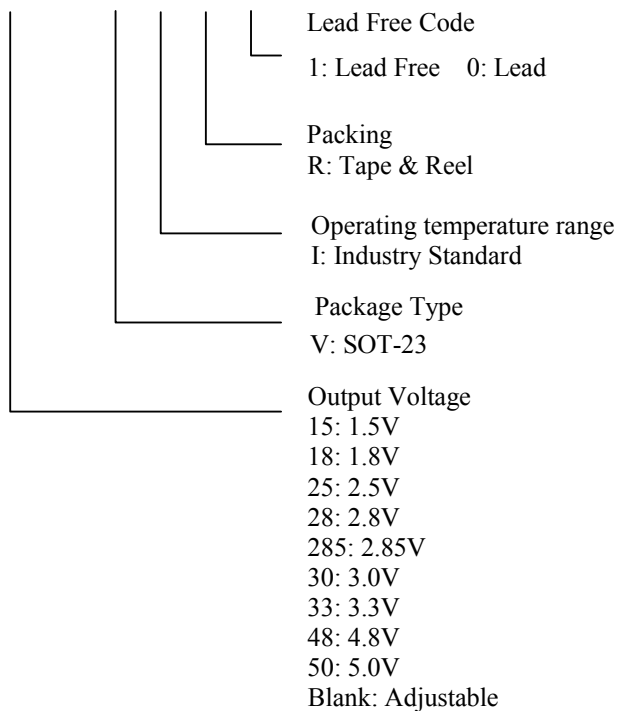 Lead Free Code
1: Lead Free 0: Lead
Packing
R: Tape & Reel
Operating temperature range
I: Industry Standard
Package Type
V: SOT-23
Output Voltage
15: 1.5V
18: 1.8V
25: 2.5V
28: 2.8V
285: 2.85V
30: 3.0V
33: 3.3V
48: 4.8V
50: 5.0V
Blank: Adjustable